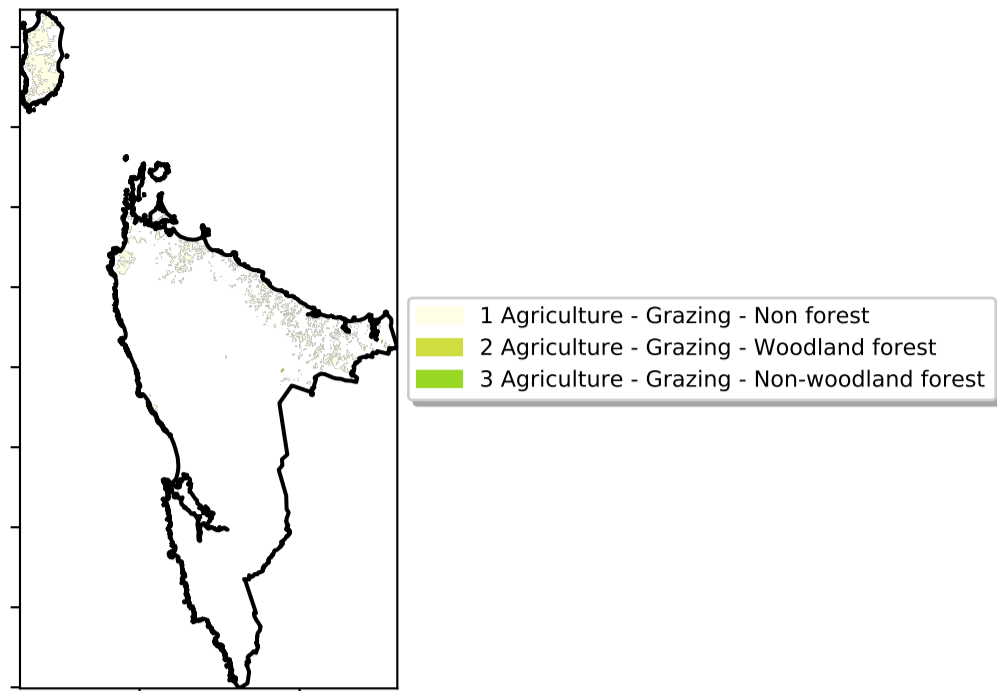 1 Agriculture - Grazing - Non forest
2 Agriculture - Grazing - Woodland forest
3 Agriculture - Grazing - Non-woodland forest